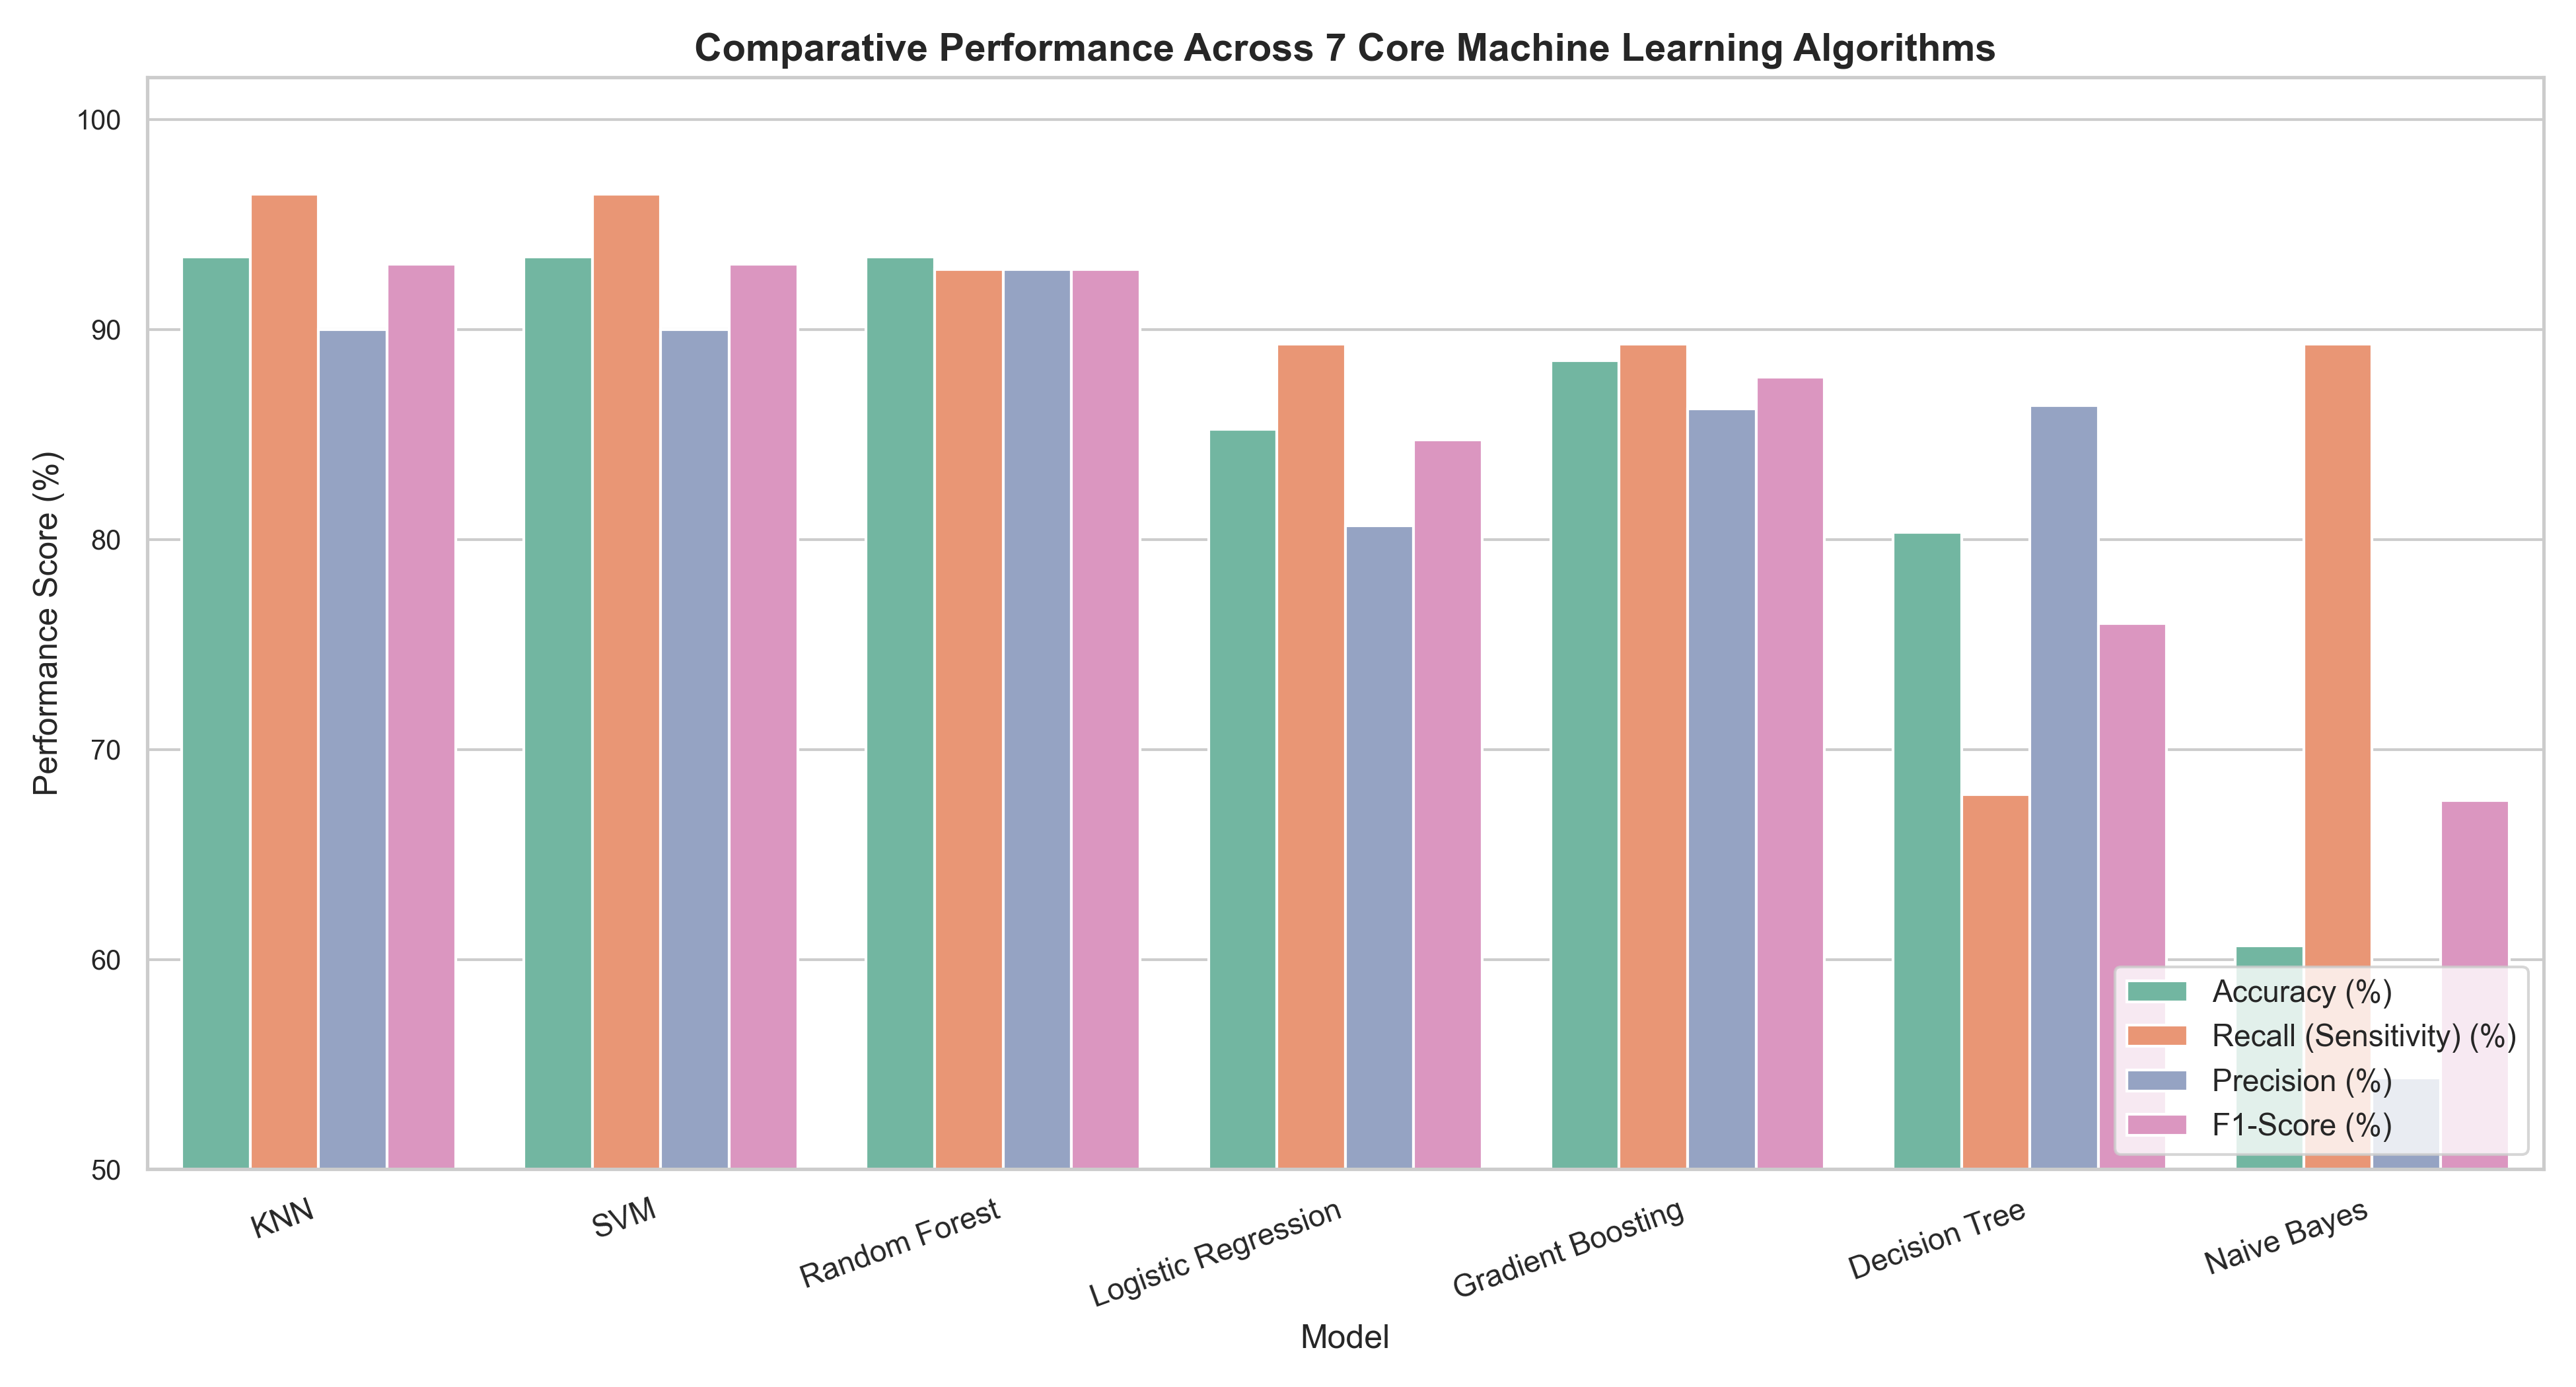 Comparative Performance Across 7 Core Machine Learning Algorithms
Performance Score (%)
100
90
80
70
60
50
Accuracy (%)
Recall (Sensitivity) (%)
Precision (%)
F1-Score (%)
KNN
SVM
Random Forest
Logistic Regression
Gradient Boosting
Decision Tree
Naive Bayes
Model